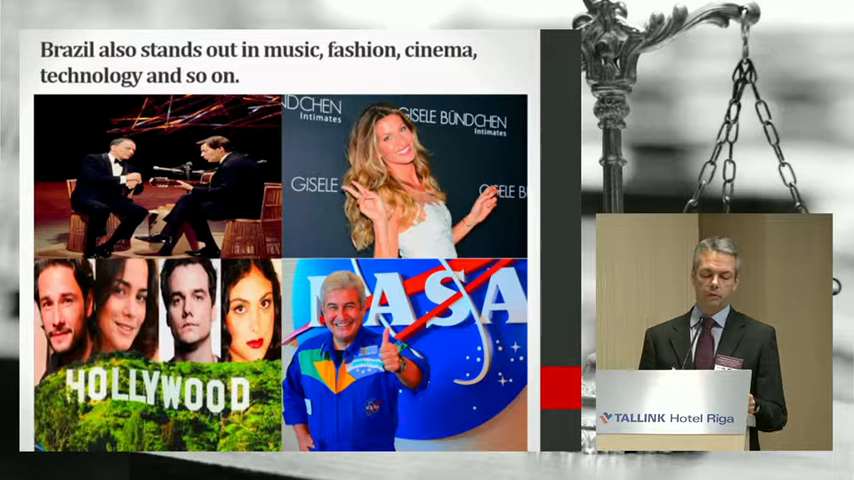 Brazil also stands out in music, fashion, cinema,
technology and so on.
NDCHEN
Intimates
GISELE BÜNDCHEN
Intimates
GISELE
GISELE B
HOLLYWOOD
NASA
TALLINK Hotel Riga